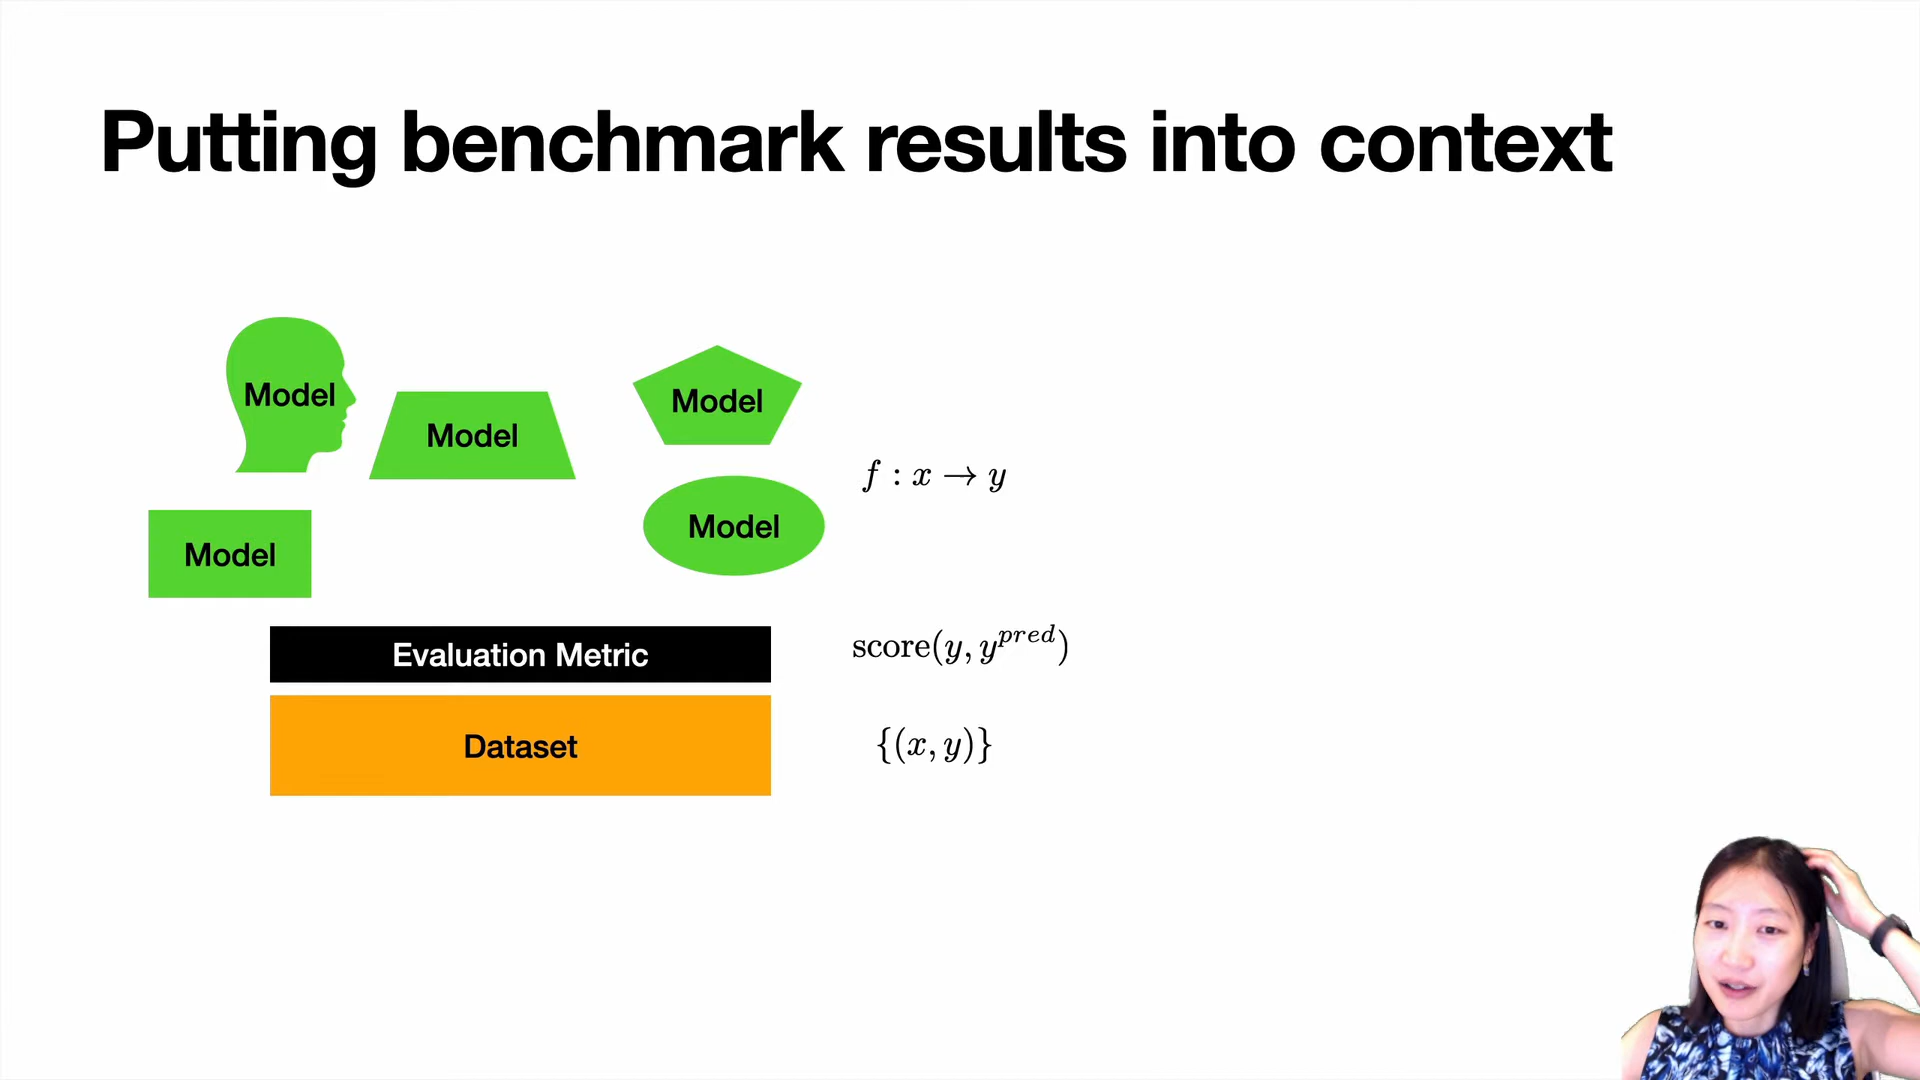 Putting benchmark results into context
Model
Model
Model
f : x → y
Model
Model
Evaluation Metric
score(y, y^{pred})
Dataset
{(x, y)}